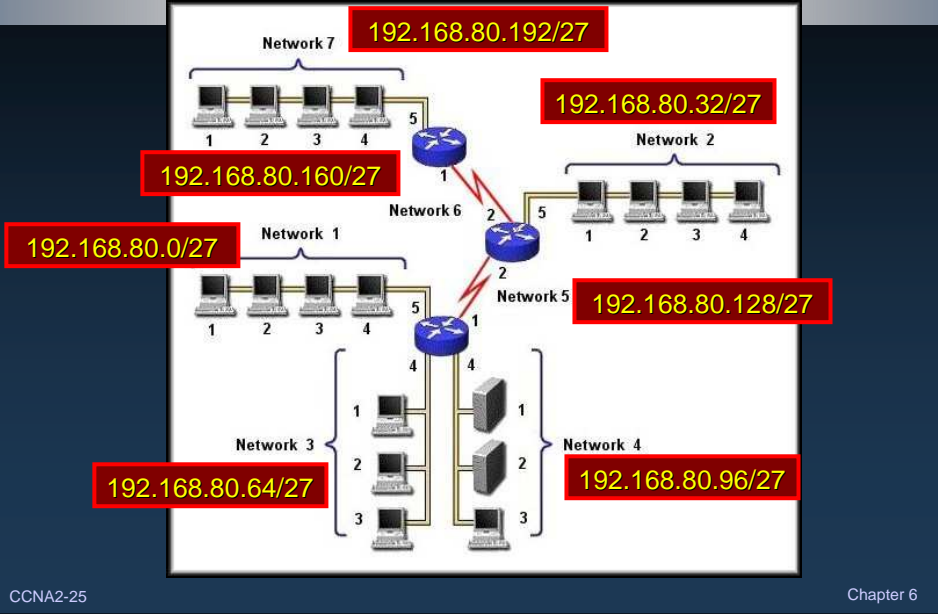 192.168.80.192/27
Network 7
192.168.80.32/27
5
Network 2
1 2 3 4
192.168.80.160/27
1
Network 6
2 5
1 2 3 4
192.168.80.0/27
Network 1
2
Network 5
192.168.80.128/27
5 1
1 2 3 4
4 4
1 1
Network 3
Network 4
2 2
192.168.80.64/27
192.168.80.96/27
3 3
CCNA2-25
Chapter 6